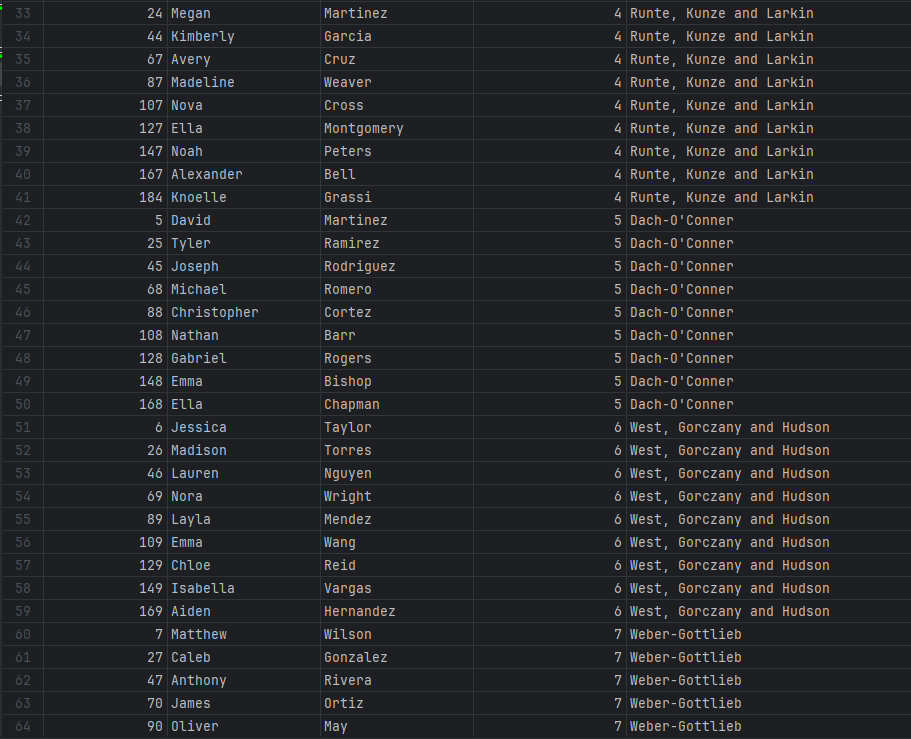 33 24 Megan Martinez 4 Runte, Kunze and Larkin
34 44 Kimberly Garcia 4 Runte, Kunze and Larkin
35 67 Avery Cruz 4 Runte, Kunze and Larkin
36 87 Madeline Weaver 4 Runte, Kunze and Larkin
37 107 Nova Cross 4 Runte, Kunze and Larkin
38 127 Ella Montgomery 4 Runte, Kunze and Larkin
39 147 Noah Peters 4 Runte, Kunze and Larkin
40 167 Alexander Bell 4 Runte, Kunze and Larkin
41 184 Knoelle Grassi 4 Runte, Kunze and Larkin
42 5 David Martinez 5 Dach-O'Conner
43 25 Tyler Ramirez 5 Dach-O'Conner
44 45 Joseph Rodriguez 5 Dach-O'Conner
45 68 Michael Romero 5 Dach-O'Conner
46 88 Christopher Cortez 5 Dach-O'Conner
47 108 Nathan Barr 5 Dach-O'Conner
48 128 Gabriel Rogers 5 Dach-O'Conner
49 148 Emma Bishop 5 Dach-O'Conner
50 168 Ella Chapman 5 Dach-O'Conner
51 6 Jessica Taylor 6 West, Gorczany and Hudson
52 26 Madison Torres 6 West, Gorczany and Hudson
53 46 Lauren Nguyen 6 West, Gorczany and Hudson
54 69 Nora Wright 6 West, Gorczany and Hudson
55 89 Layla Mendez 6 West, Gorczany and Hudson
56 109 Emma Wang 6 West, Gorczany and Hudson
57 129 Chloe Reid 6 West, Gorczany and Hudson
58 149 Isabella Vargas 6 West, Gorczany and Hudson
59 169 Aiden Hernandez 6 West, Gorczany and Hudson
60 7 Matthew Wilson 7 Weber-Gottlieb
61 27 Caleb Gonzalez 7 Weber-Gottlieb
62 47 Anthony Rivera 7 Weber-Gottlieb
63 70 James Ortiz 7 Weber-Gottlieb
64 90 Oliver May 7 Weber-Gottlieb